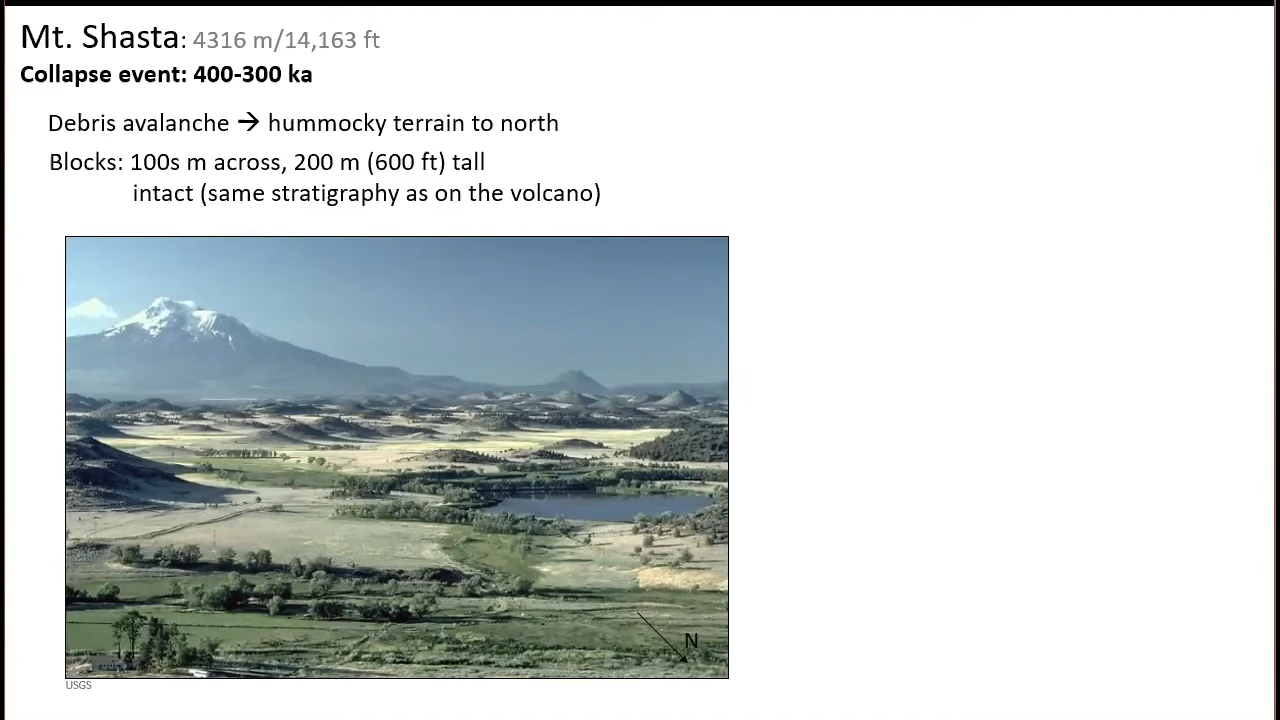 Mt. Shasta: 4316 m/14,163 ft
Collapse event: 400-300 ka
Debris avalanche → hummocky terrain to north
Blocks: 100s m across, 200 m (600 ft) tall
intact (same stratigraphy as on the volcano)
N
USGS